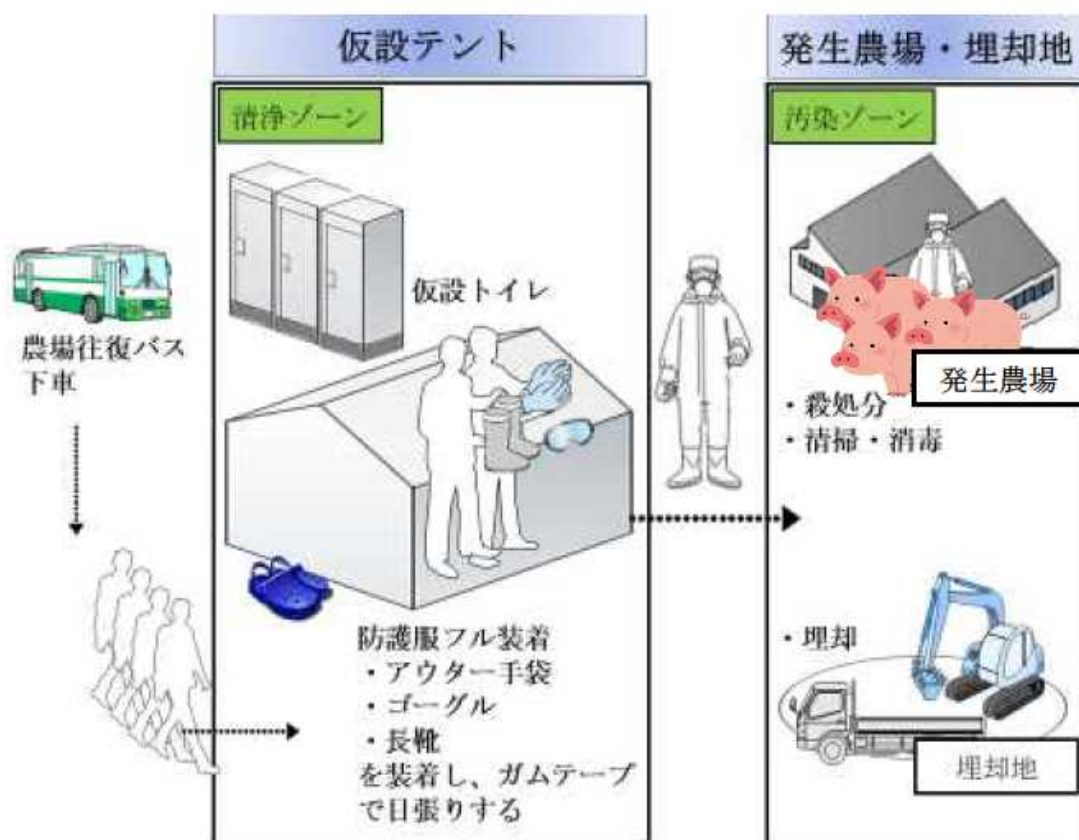 仮設テント
発生農場・埋却地
清浄ゾーン
汚染ゾーン
仮設トイレ
農場往復バス
下車
発生農場
・殺処分
・清掃・消毒
防護服フル装着
・アウター手袋
・ゴーグル
・長靴
を装着し、ガムテープ
で目張りする
・埋却
埋却地